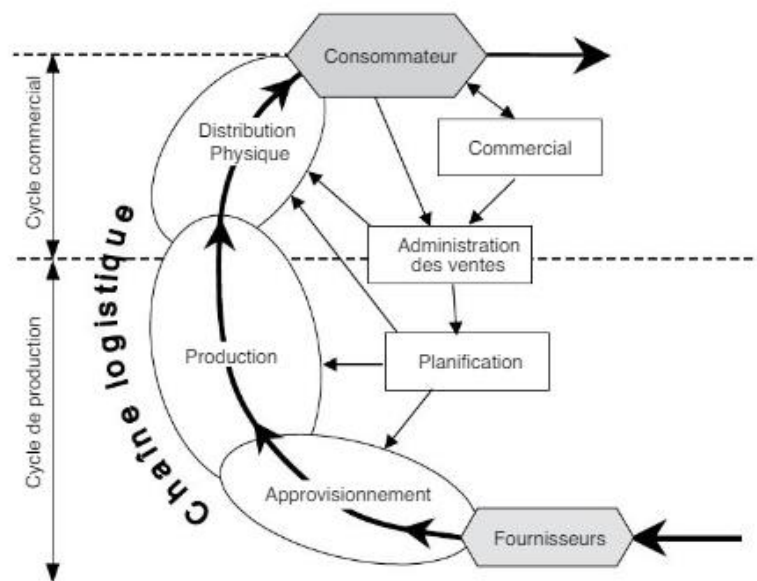 Consommateur
Distribution
Physique
Commercial
Cycle commercial
Administration
des ventes
Chaîne logistique
Production
Planification
Cycle de production
Approvisionnement
Fournisseurs